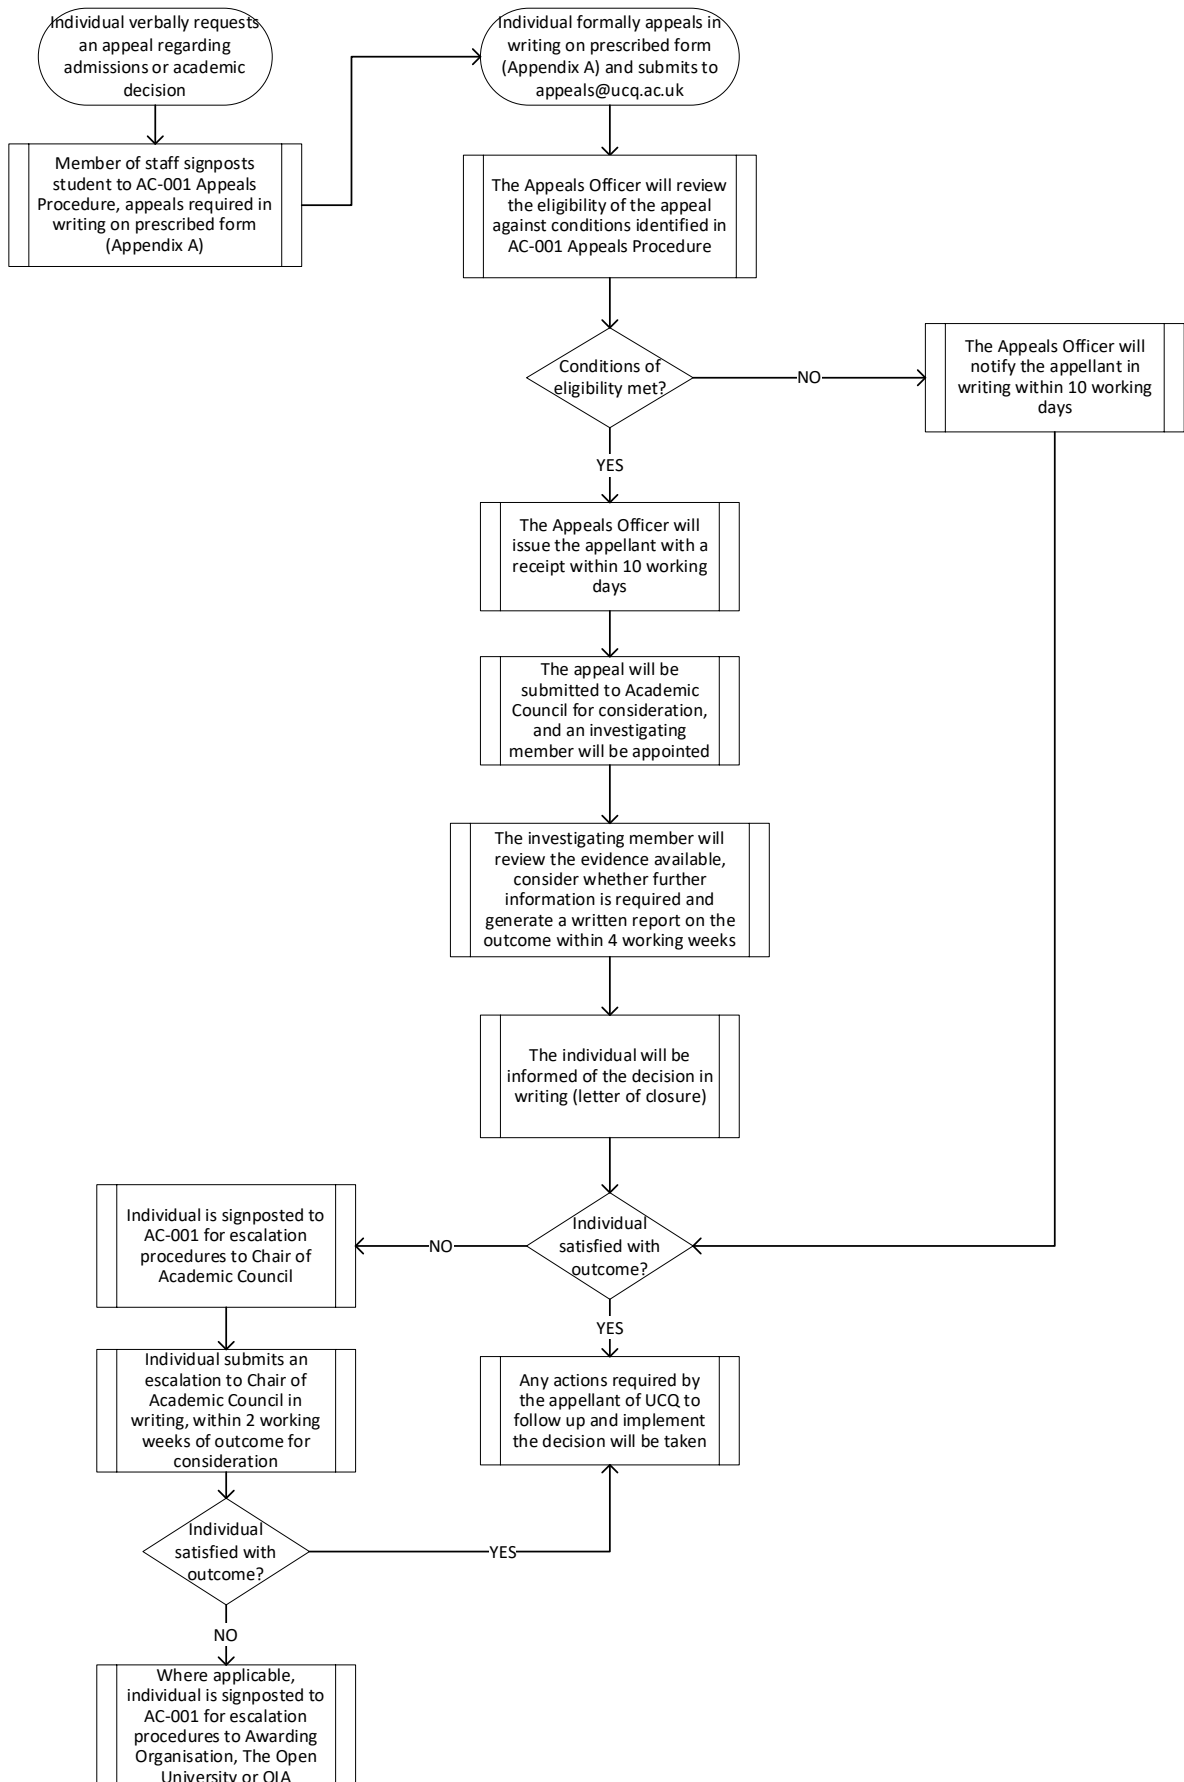 Individual verbally requests
an appeal regarding
admissions or academic
decision
Member of staff signposts
student to AC-001 Appeals
Procedure, appeals required in
writing on prescribed form
(Appendix A)
Individual formally appeals in
writing on prescribed form
(Appendix A) and submits to
appeals@ucq.ac.uk
The Appeals Officer will review
the eligibility of the appeal
against conditions identified in
AC-001 Appeals Procedure
Conditions of
eligibility met?
NO
The Appeals Officer will
notify the appellant in
writing within 10 working
days
YES
The Appeals Officer will
issue the appellant with a
receipt within 10 working
days
The appeal will be
submitted to Academic
Council for consideration,
and an investigating
member will be appointed
The investigating member will
review the evidence available,
consider whether further
information is required and
generate a written report on the
outcome within 4 working weeks
The individual will be
informed of the decision in
writing (letter of closure)
Individual
satisfied with
outcome?
NO
Individual is signposted to
AC-001 for escalation
procedures to Chair of
Academic Council
YES
Any actions required by
the appellant of UCQ to
follow up and implement
the decision will be taken
Individual submits an
escalation to Chair of
Academic Council in
writing, within 2 working
weeks of outcome for
consideration
Individual
satisfied with
outcome?
YES
NO
Where applicable,
individual is signposted to
AC-001 for escalation
procedures to Awarding
Organisation, The Open
University or OIA